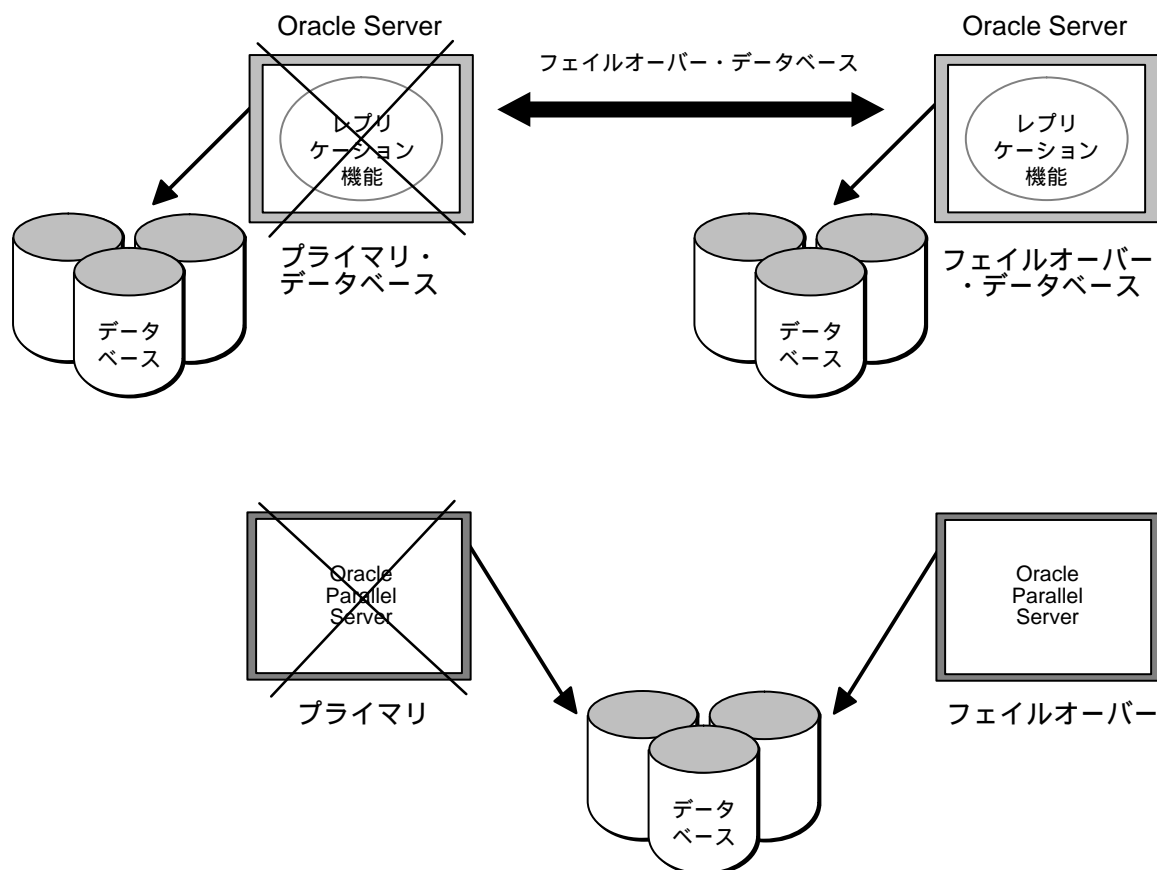 Oracle Server
Oracle Server
フェイルオーバー・データベース
レプリ
ケーション
機能
レプリ
ケーション
機能
プライマリ・
データベース
フェイルオーバー
・データベース
データ
ベース
データ
ベース
Oracle
Parallel
Server
Oracle
Parallel
Server
プライマリ
フェイルオーバー
データ
ベース